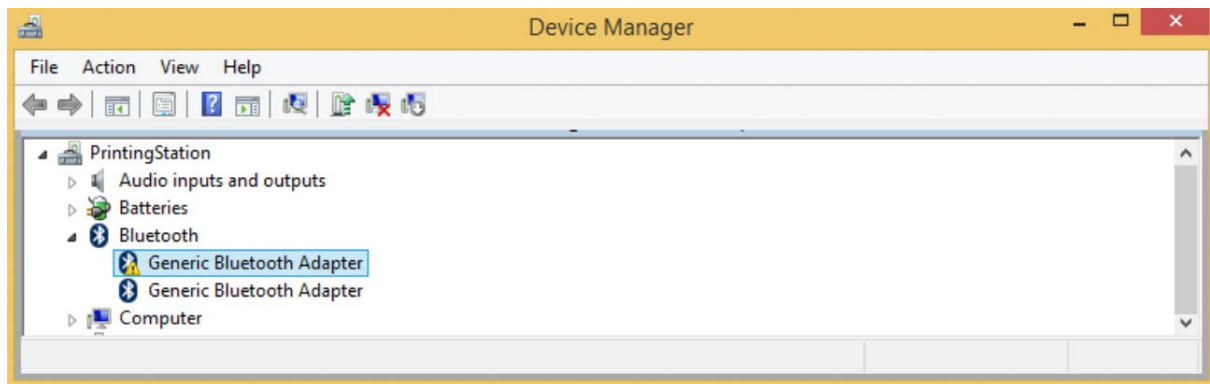 Device Manager
File Action View Help
PrintingStation
Audio inputs and outputs
Batteries
Bluetooth
Generic Bluetooth Adapter
Generic Bluetooth Adapter
Computer